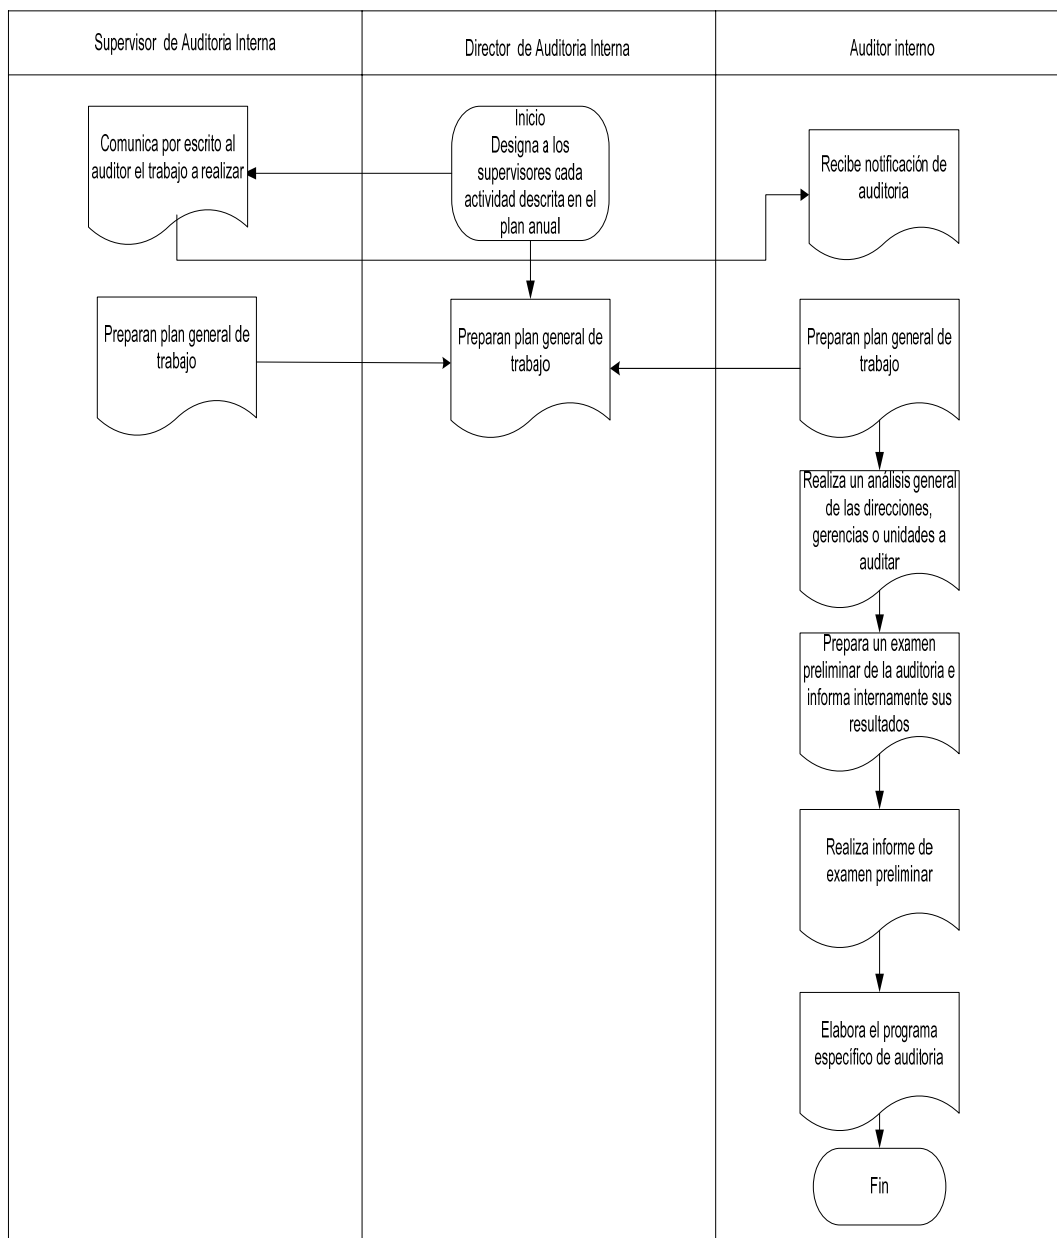 Supervisor de Auditoria Interna
Director de Auditoria Interna
Auditor interno
Comunica por escrito al
auditor el trabajo a realizar
Inicio
Designa a los
supervisores cada
actividad descrita en el
plan anual
Recibe notificación de
auditoria
Preparan plan general de
trabajo
Preparan plan general de
trabajo
Preparan plan general de
trabajo
Realiza un análisis general
de las direcciones,
gerencias o unidades a
auditar
Prepara un examen
preliminar de la auditoria e
informa internamente sus
resultados
Realiza informe de
examen preliminar
Elabora el programa
específico de auditoria
Fin